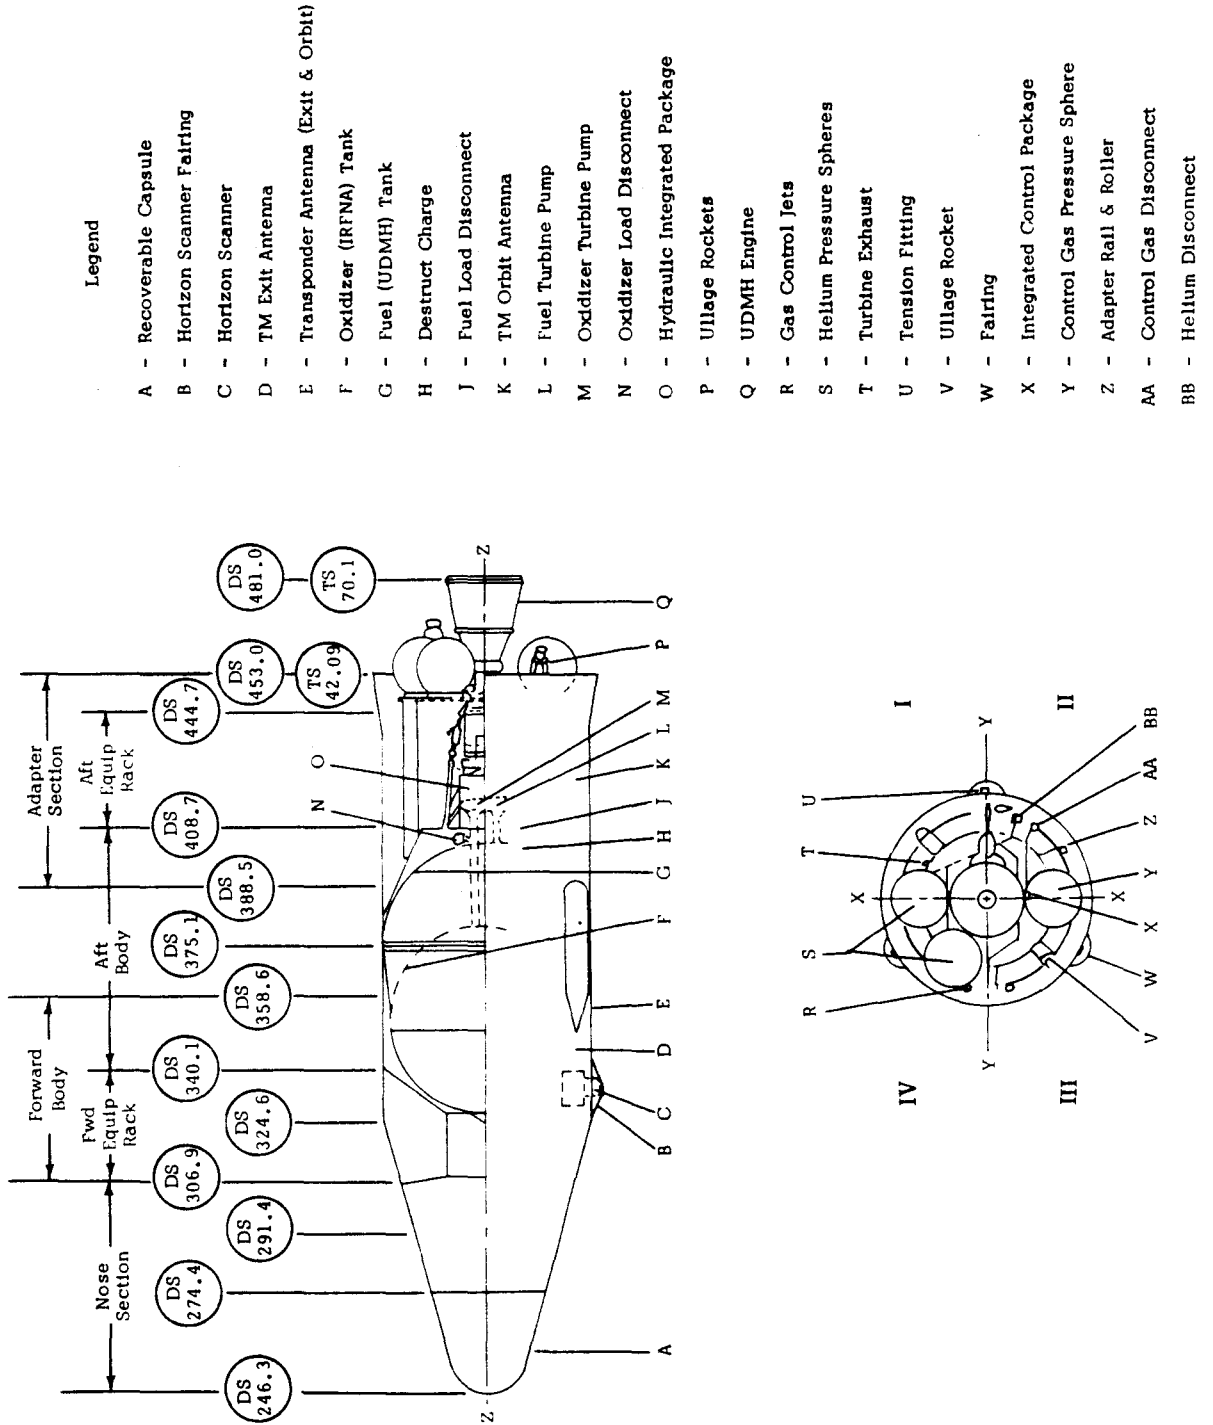 Legend
A - Recoverable Capsule
B - Horizon Scanner Fairing
C - Horizon Scanner
D - TM Exit Antenna
E - Transponder Antenna (Exit & Orbit)
F - Oxidizer (IRFNA) Tank
G - Fuel (UDMH) Tank
H - Destruct Charge
J - Fuel Load Disconnect
K - TM Orbit Antenna
L - Fuel Turbine Pump
M - Oxidizer Turbine Pump
N - Oxidizer Load Disconnect
O - Hydraulic Integrated Package
P - Ullage Rockets
Q - UDMH Engine
R - Gas Control Jets
S - Helium Pressure Spheres
T - Turbine Exhaust
U - Tension Fitting
V - Ullage Rocket
W - Fairing
X - Integrated Control Package
Y - Control Gas Pressure Sphere
Z - Adapter Rail & Roller
AA - Control Gas Disconnect
BB - Helium Disconnect
Nose
Section
Forward
Body
Fwd
Equip
Rack
Aft
Body
Adapter
Section
Aft
Equip
Rack
DS
246.3
DS
274.4
DS
291.4
DS
306.9
DS
324.6
DS
340.1
DS
358.6
DS
375.1
DS
388.5
DS
408.7
DS
444.7
DS
453.0
TS
42.09
DS
481.0
TS
70.1
N
O
Z
Z
A
B
C
D
E
F
G
H
J
K
L
M
P
Q
R
S
T
U
IV
I
X
X
Y
Y
III
II
V
W
X
Y
Z
AA
BB